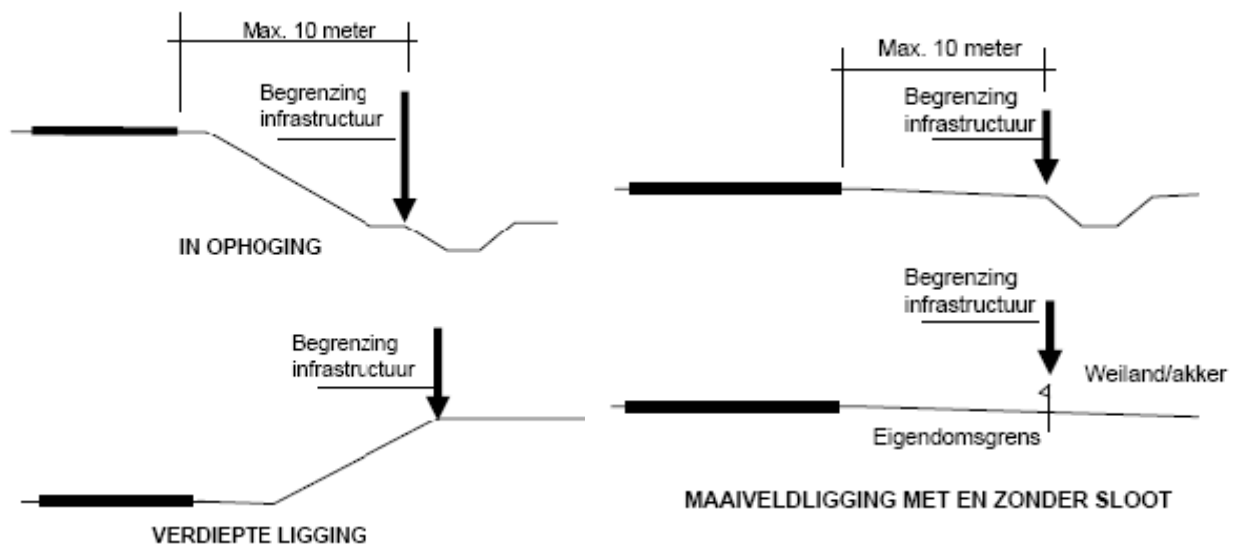 Max. 10 meter
Begrenzing
infrastructuur
IN OPHOGING
Begrenzing
infrastructuur
VERDIEPTE LIGGING
Max. 10 meter
Begrenzing
infrastructuur
Begrenzing
infrastructuur
Weiland/akker
Eigendomsgrens
MAAIVELDLIGGING MET EN ZONDER SLOOT